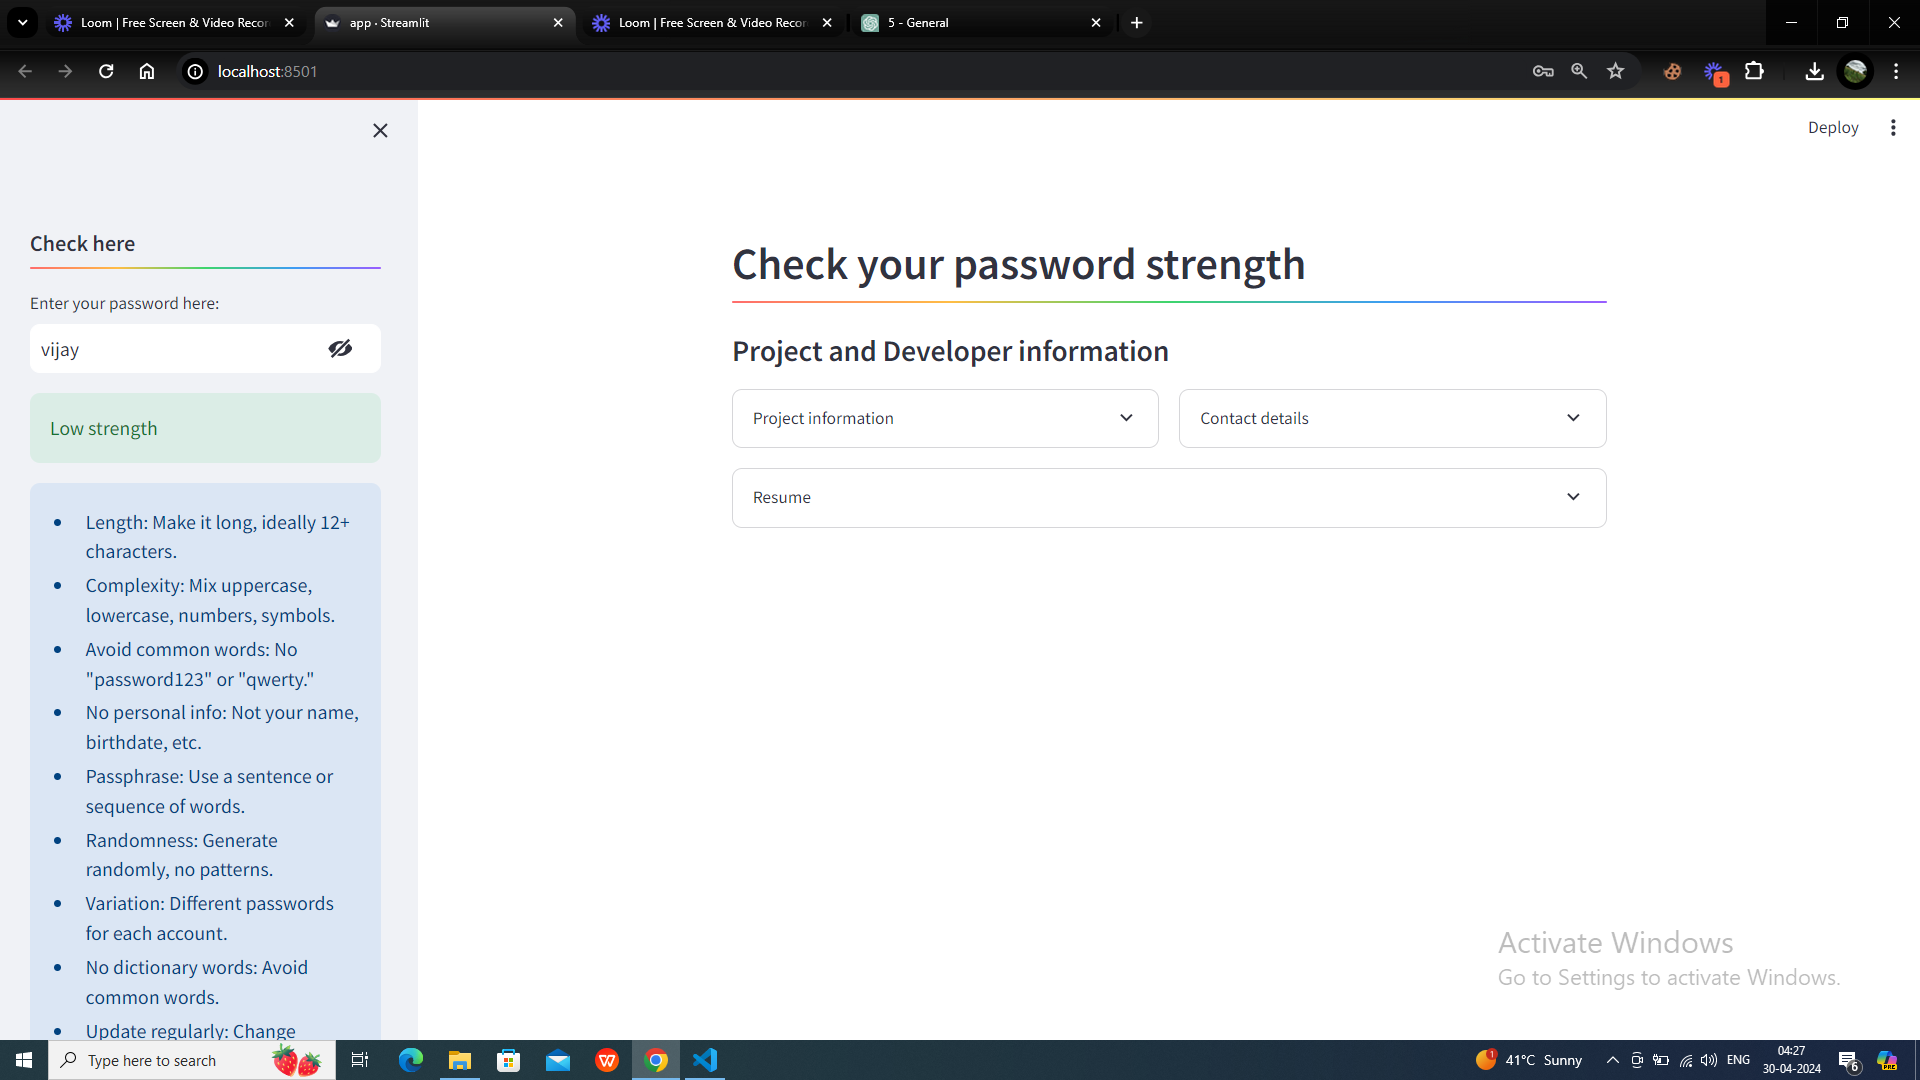 Loom | Free Screen & Video Recor
app · Streamlit
Loom | Free Screen & Video Recor
5 - General
localhost:8501
1
Deploy
Check here
Enter your password here:
vijay
Low strength
Length: Make it long, ideally 12+
characters.
Complexity: Mix uppercase,
lowercase, numbers, symbols.
Avoid common words: No
"password123" or "qwerty."
No personal info: Not your name,
birthdate, etc.
Passphrase: Use a sentence or
sequence of words.
Randomness: Generate
randomly, no patterns.
Variation: Different passwords
for each account.
No dictionary words: Avoid
common words.
Update regularly: Change
Check your password strength
Project and Developer information
Project information
Contact details
Resume
Activate Windows
Go to Settings to activate Windows.
Type here to search
1
41°C Sunny
ENG
04:27
30-04-2024
6
PRE